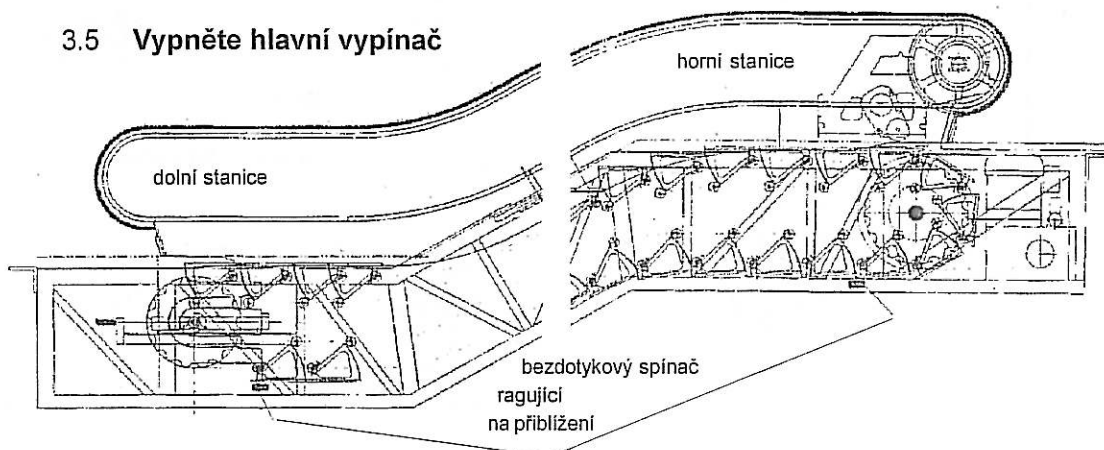 3.5 Vypněte hlavní vypínač
horní stanice
dolní stanice
bezdotykový spínač
ragující
na přiblížení